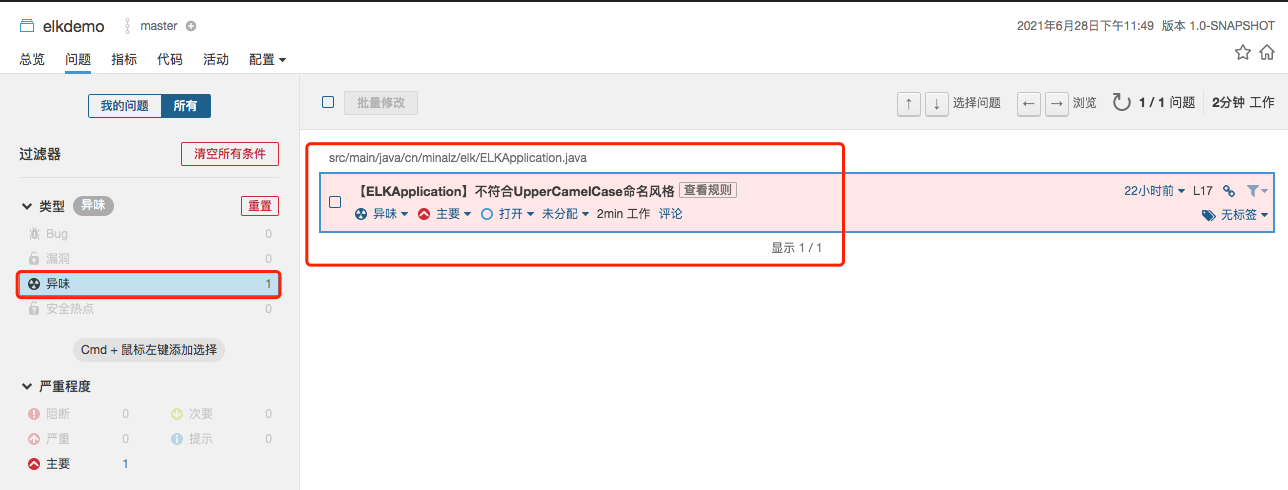 elkdemo master 2021年6月28日下午11:49 版本 1.0-SNAPSHOT
总览 问题 指标 代码 活动 配置
我的问题 所有
批量修改 ↑ ↓ 选择问题 ← → 浏览 1 / 1 问题 2分钟 工作
过滤器 清空所有条件
src/main/java/cn/minalz/elk/ELKApplication.java
【ELKApplication】不符合UpperCamelCase命名风格 查看规则 22小时前 L17
异味 主要 打开 未分配 2min 工作 评论 无标签
显示 1 / 1
类型 异味 重置
Bug 0
漏洞 0
异味 1
安全热点 0
Cmd + 鼠标左键添加选择
严重程度
阻断 0 次要 0
严重 0 提示 0
主要 1